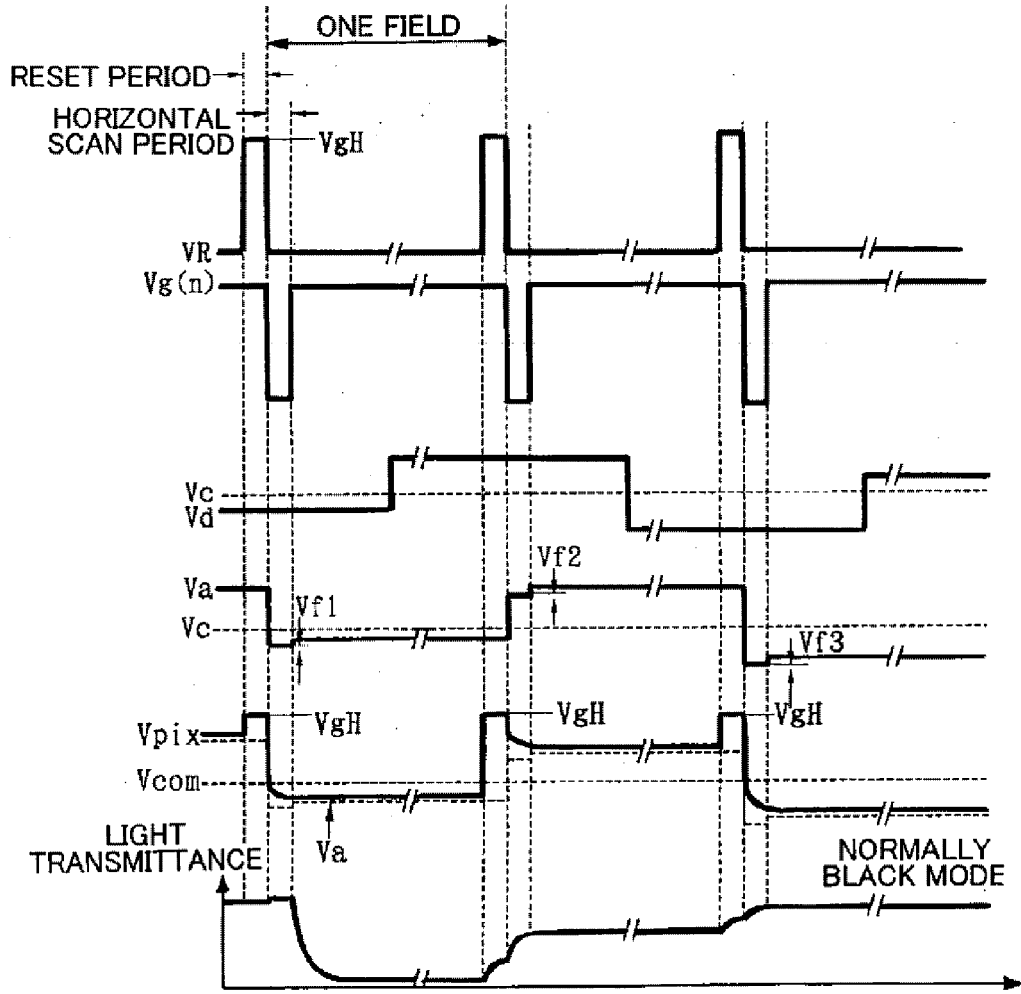 ONE FIELD
RESET PERIOD
HORIZONTAL
SCAN PERIOD
VgH
VR
Vg(n)
Vc
Vd
Vf2
Va
Vf1
Vc
Vf3
VgH
VgH
VgH
Vpix
Vcom
LIGHT
TRANSMITTANCE
Va
NORMALLY
BLACK MODE